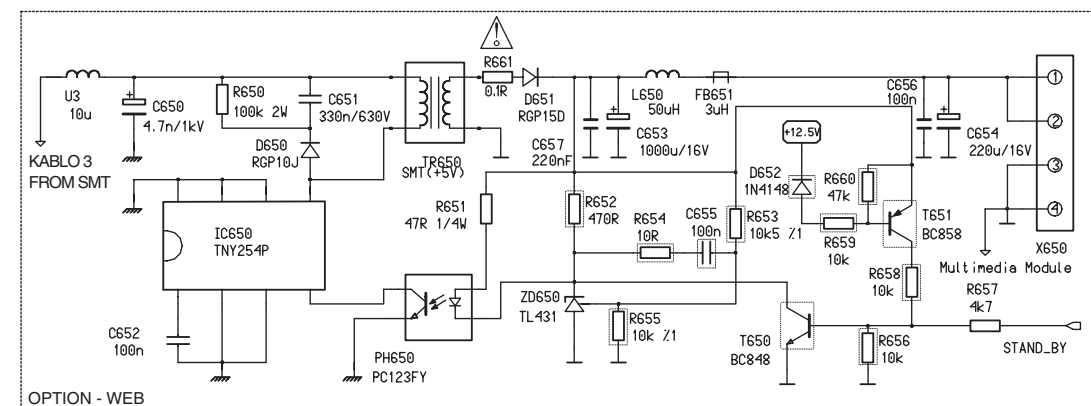 U3
10u
KABLO 3
FROM SMT
C650
4.7n/1kV
R650
100k 2W
C651
330n/630V
D650
RGP10J
TR650
SMT(+5V)
R661
0.1R
D651
RGP15D
C657
220nF
C653
1000u/16V
L650
50uH
FB651
3uH
C656
100n
C654
220u/16V
1
2
3
4
X650
Multimedia Module
+12.5V
D652
1N4148
R660
47k
R659
10k
T651
BC858
R658
10k
R657
4k7
STAND_BY
R656
10k
T650
BC848
R651
47R 1/4W
R652
470R
R654
10R
C655
100n
R653
10k5 %1
ZD650
TL431
R655
10k %1
IC650
TNY254P
C652
100n
PH650
PC123FY
OPTION - WEB